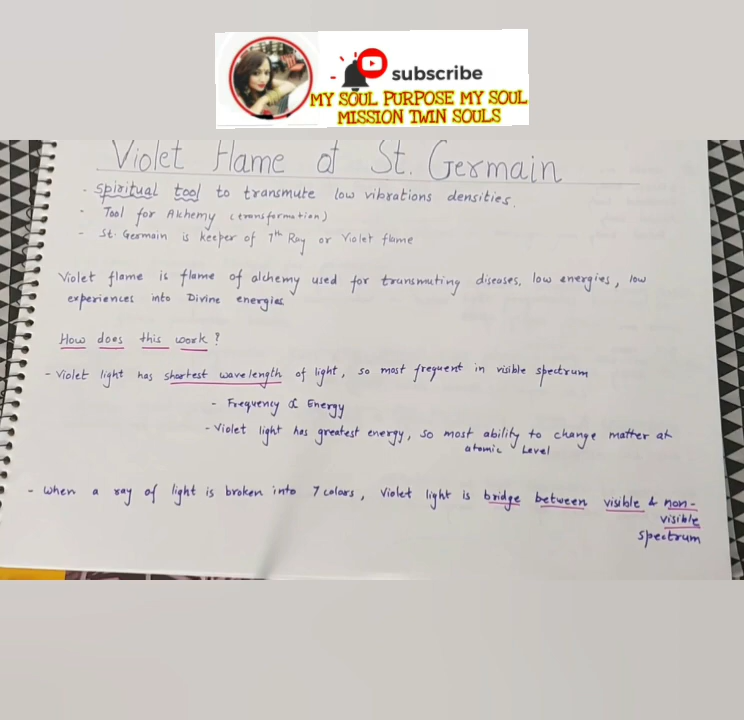 subscribe
MY SOUL PURPOSE MY SOUL
MISSION TWIN SOULS
Violet Flame of St. Germain
- spiritual tool to transmute low vibrations densities.
- Tool for Alchemy (transformation)
- St. Germain is keeper of 7th Ray or Violet flame
Violet flame is flame of alchemy used for transmuting diseases, low energies, low
experiences into Divine energies
How does this work?
- Violet light has shortest wavelength of light, so most frequent in visible spectrum
- Frequency α Energy
- Violet light has greatest energy, so most ability to change matter at
atomic level
- When a ray of light is broken into 7 colors, Violet light is bridge between visible & non-
visible
spectrum